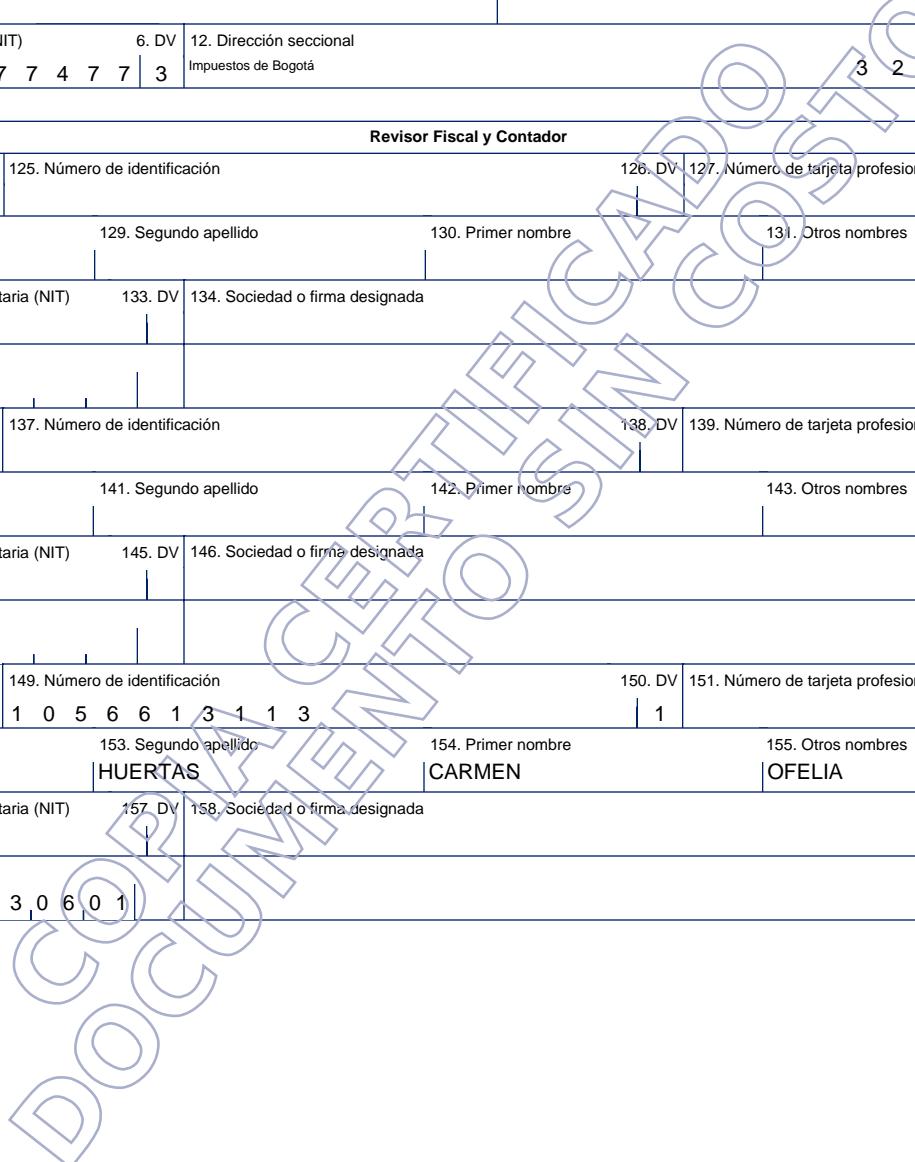 NIT) 6. DV 12. Dirección seccional
7 7 4 7 7 3 Impuestos de Bogotá 3 2
Revisor Fiscal y Contador
125. Número de identificación 126. DV 127. Número de tarjeta profesion
129. Segundo apellido 130. Primer nombre 131. Otros nombres
taria (NIT) 133. DV 134. Sociedad o firma designada
137. Número de identificación 138. DV 139. Número de tarjeta profesion
141. Segundo apellido 142. Primer nombre 143. Otros nombres
taria (NIT) 145. DV 146. Sociedad o firma designada
149. Número de identificación 150. DV 151. Número de tarjeta profesion
1 0 5 6 6 1 3 1 1 3 1
153. Segundo apellido 154. Primer nombre 155. Otros nombres
HUERTAS CARMEN OFELIA
taria (NIT) 157. DV 158. Sociedad o firma designada
3 0 6 0 1
COPIA CERTIFICADO
DOCUMENTO SIN COSTO